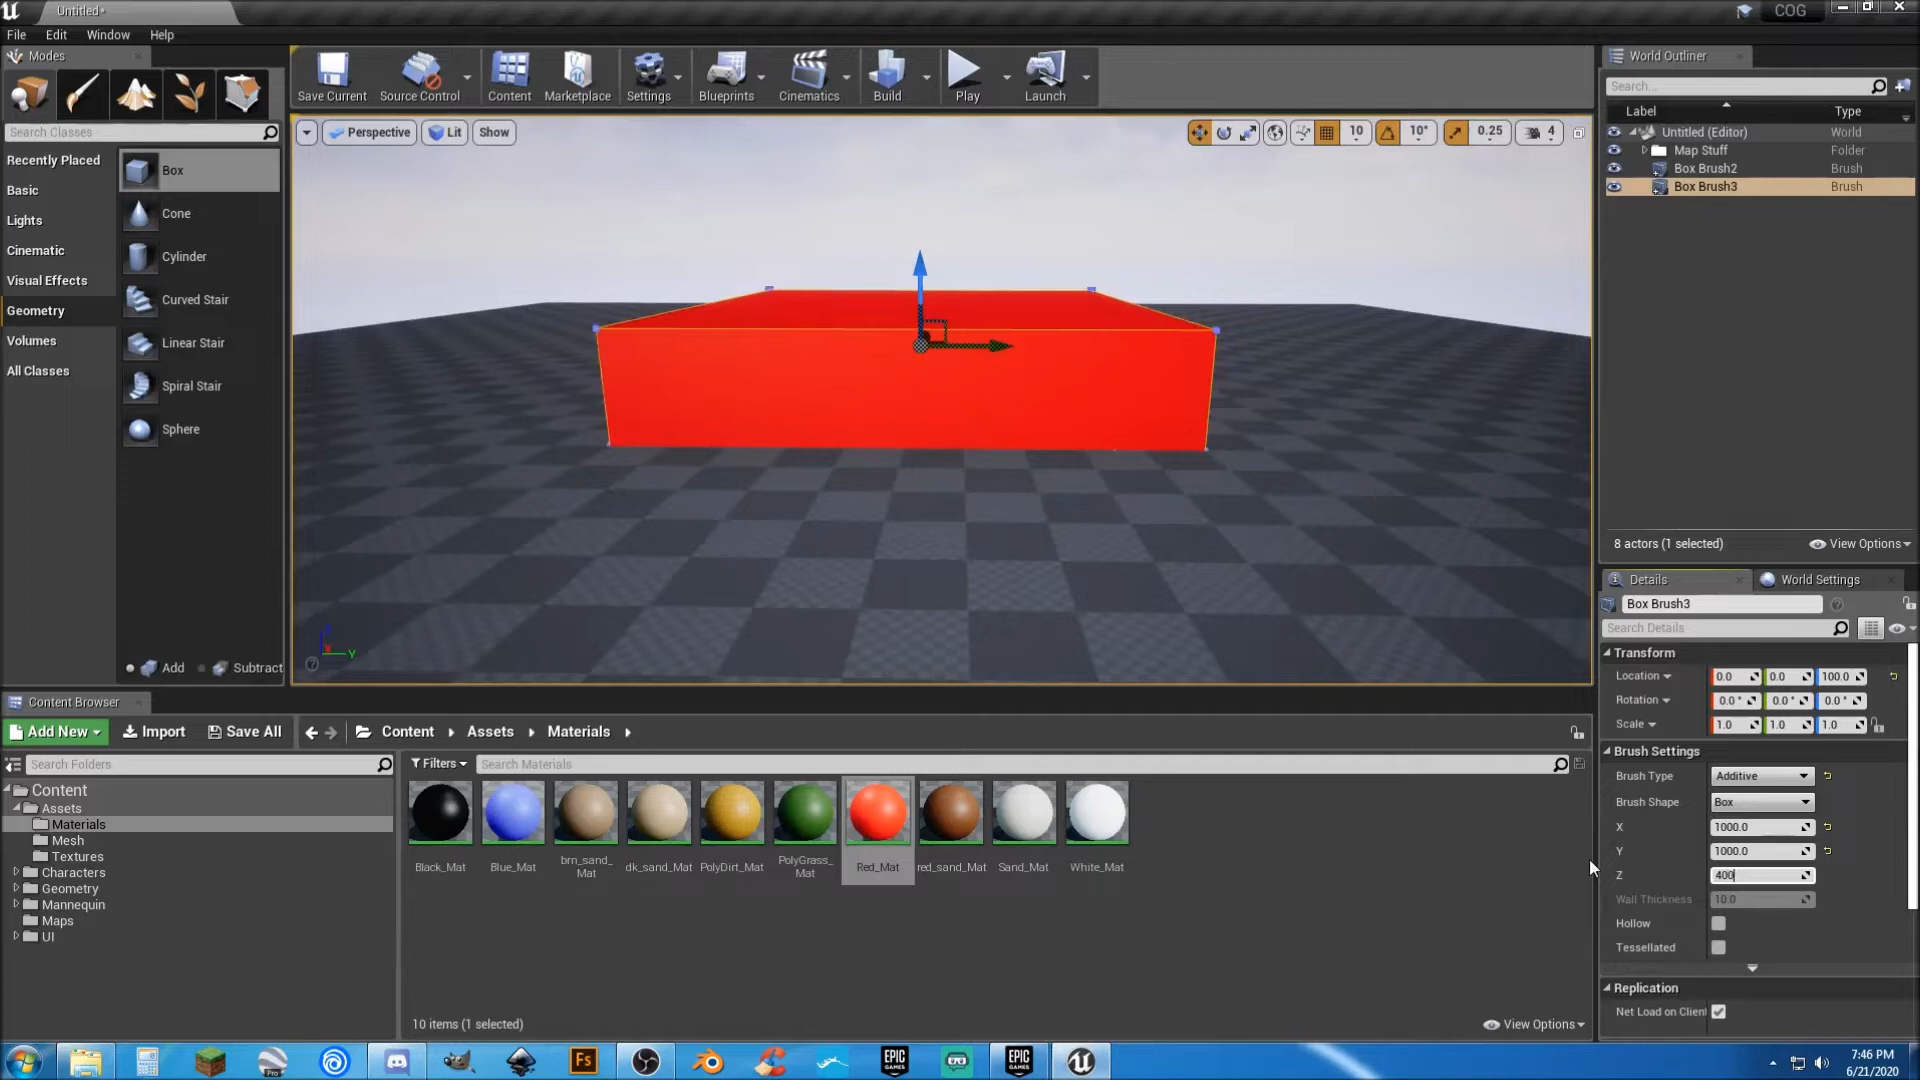 Untitled*
COG
File Edit Window Help
Modes
Search Classes
Recently Placed
Basic
Lights
Cinematic
Visual Effects
Geometry
Volumes
All Classes
Box
Cone
Cylinder
Curved Stair
Linear Stair
Spiral Stair
Sphere
Add Subtract
Save Current Source Control Content Marketplace Settings Blueprints Cinematics Build Play Launch
Perspective Lit Show
10 10° 0.25 4
Y
World Outliner
Search...
Label Type
Untitled (Editor) World
Map Stuff Folder
Box Brush2 Brush
Box Brush3 Brush
8 actors (1 selected) View Options
Details World Settings
Box Brush3
Search Details
Transform
Location 0.0 0.0 100.0
Rotation 0.0 ° 0.0 ° 0.0 °
Scale 1.0 1.0 1.0
Brush Settings
Brush Type Additive
Brush Shape Box
X 1000.0
Y 1000.0
Z 400
Wall Thickness 10.0
Hollow
Tessellated
Replication
Net Load on Client
Content Browser
Add New Import Save All Content Assets Materials
Search Folders
Content
Assets
Materials
Mesh
Textures
Characters
Geometry
Mannequin
Maps
UI
Filters Search Materials
Black_Mat
Blue_Mat
brn_sand_
Mat
dk_sand_Mat
PolyDirt_Mat
PolyGrass_
Mat
Red_Mat
red_sand_Mat
Sand_Mat
White_Mat
10 items (1 selected) View Options
Pro
Fs
EPIC
GAMES
EPIC
GAMES
7:46 PM
6/21/2020